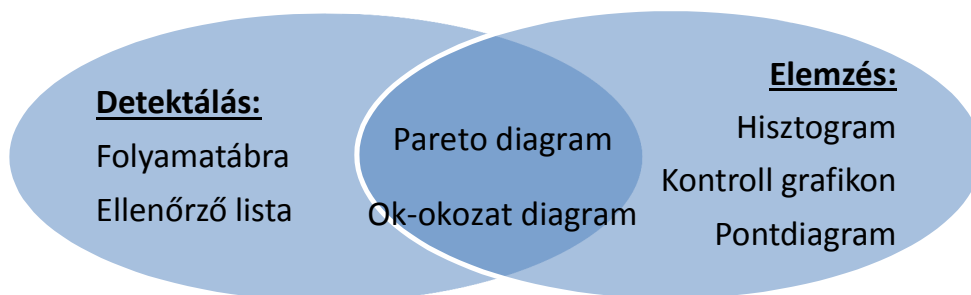 Detektálás:
Folyamatábra
Ellenőrző lista
Pareto diagram
Ok-okozat diagram
Elemzés:
Hisztogram
Kontroll grafikon
Pontdiagram